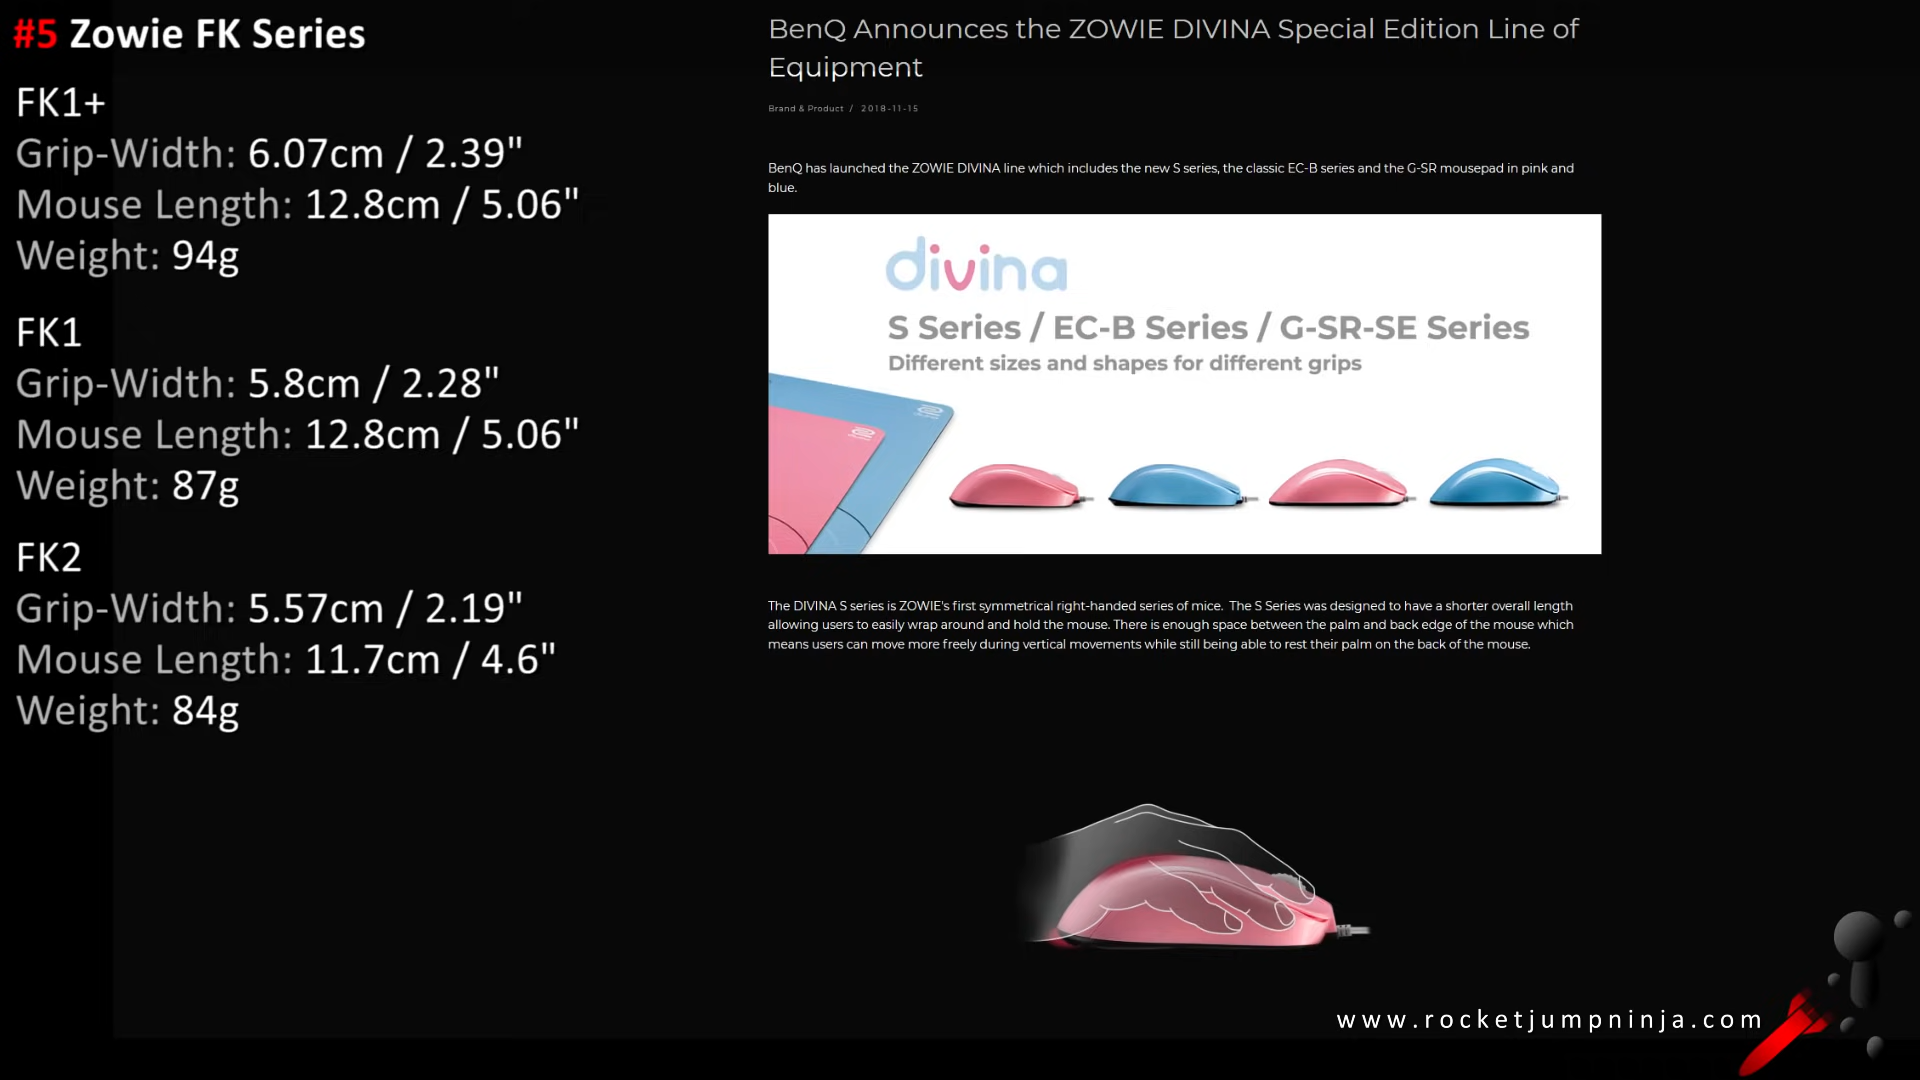 #5 Zowie FK Series
FK1+
Grip-Width: 6.07cm / 2.39"
Mouse Length: 12.8cm / 5.06"
Weight: 94g
FK1
Grip-Width: 5.8cm / 2.28"
Mouse Length: 12.8cm / 5.06"
Weight: 87g
FK2
Grip-Width: 5.57cm / 2.19"
Mouse Length: 11.7cm / 4.6"
Weight: 84g
BenQ Announces the ZOWIE DIVINA Special Edition Line of
Equipment
Brand & Product / 2018-11-15
BenQ has launched the ZOWIE DIVINA line which includes the new S series, the classic EC-B series and the G-SR mousepad in pink and
blue.
divina
S Series / EC-B Series / G-SR-SE Series
Different sizes and shapes for different grips
The DIVINA S series is ZOWIE's first symmetrical right-handed series of mice. The S Series was designed to have a shorter overall length
allowing users to easily wrap around and hold the mouse. There is enough space between the palm and back edge of the mouse which
means users can move more freely during vertical movements while still being able to rest their palm on the back of the mouse.
www.rocketjumpninja.com